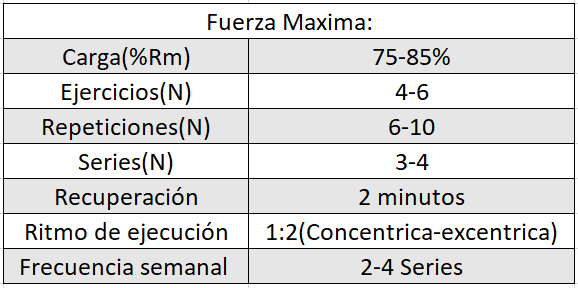 Fuerza Maxima:
Carga(%Rm) 75-85%
Ejercicios(N) 4-6
Repeticiones(N) 6-10
Series(N) 3-4
Recuperación 2 minutos
Ritmo de ejecución 1:2(Concentrica-excentrica)
Frecuencia semanal 2-4 Series